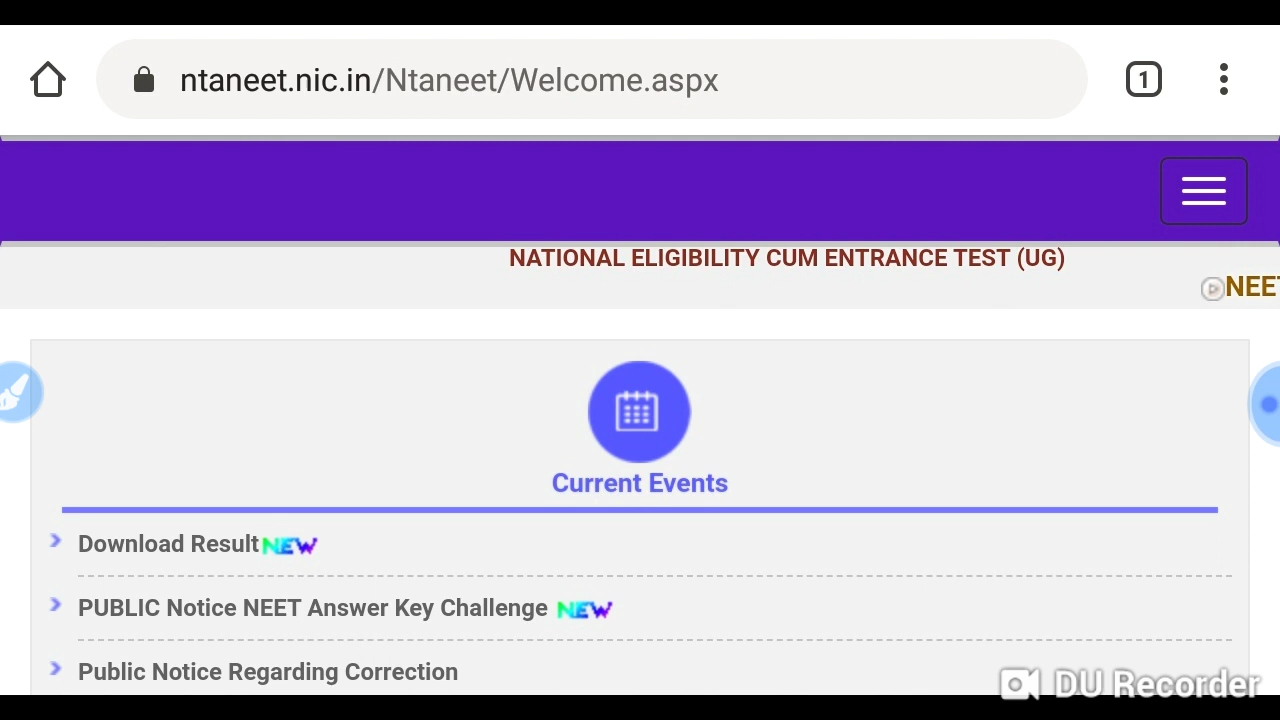 ntaneet.nic.in/Ntaneet/Welcome.aspx
1
NATIONAL ELIGIBILITY CUM ENTRANCE TEST (UG)
NEET
Current Events
Download Result NEW
PUBLIC Notice NEET Answer Key Challenge NEW
Public Notice Regarding Correction
DU Recorder